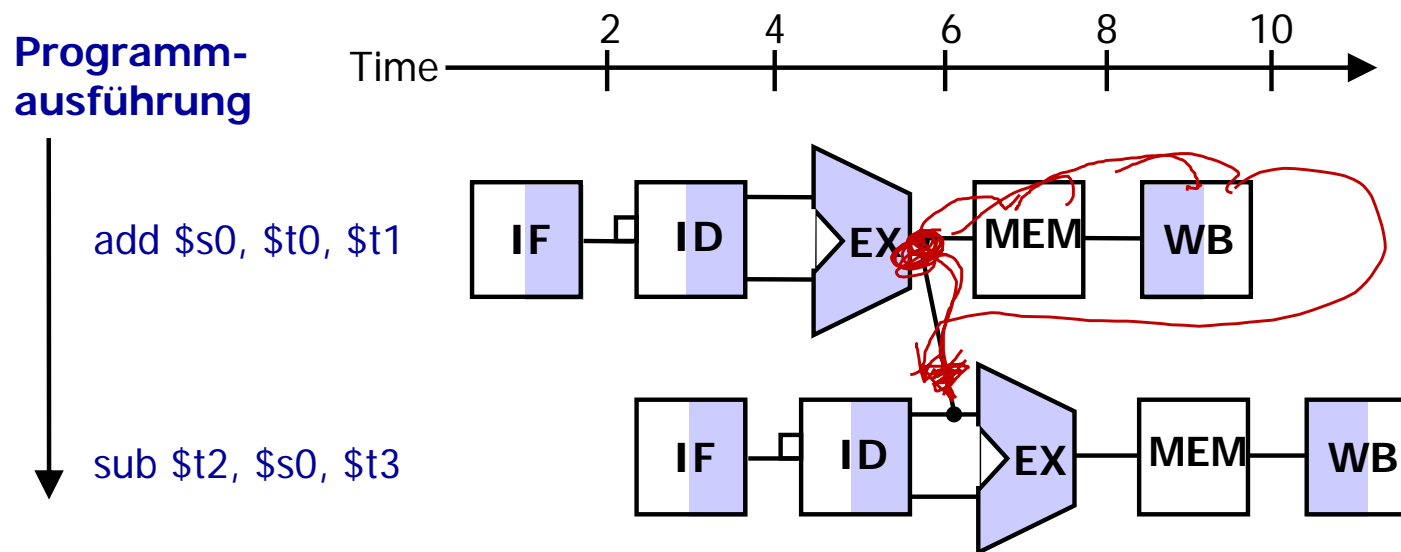 2 4 6 8 10
Time
Programm-
ausführung
add $s0, $t0, $t1
IF ID EX MEM WB
sub $t2, $s0, $t3
IF ID EX MEM WB